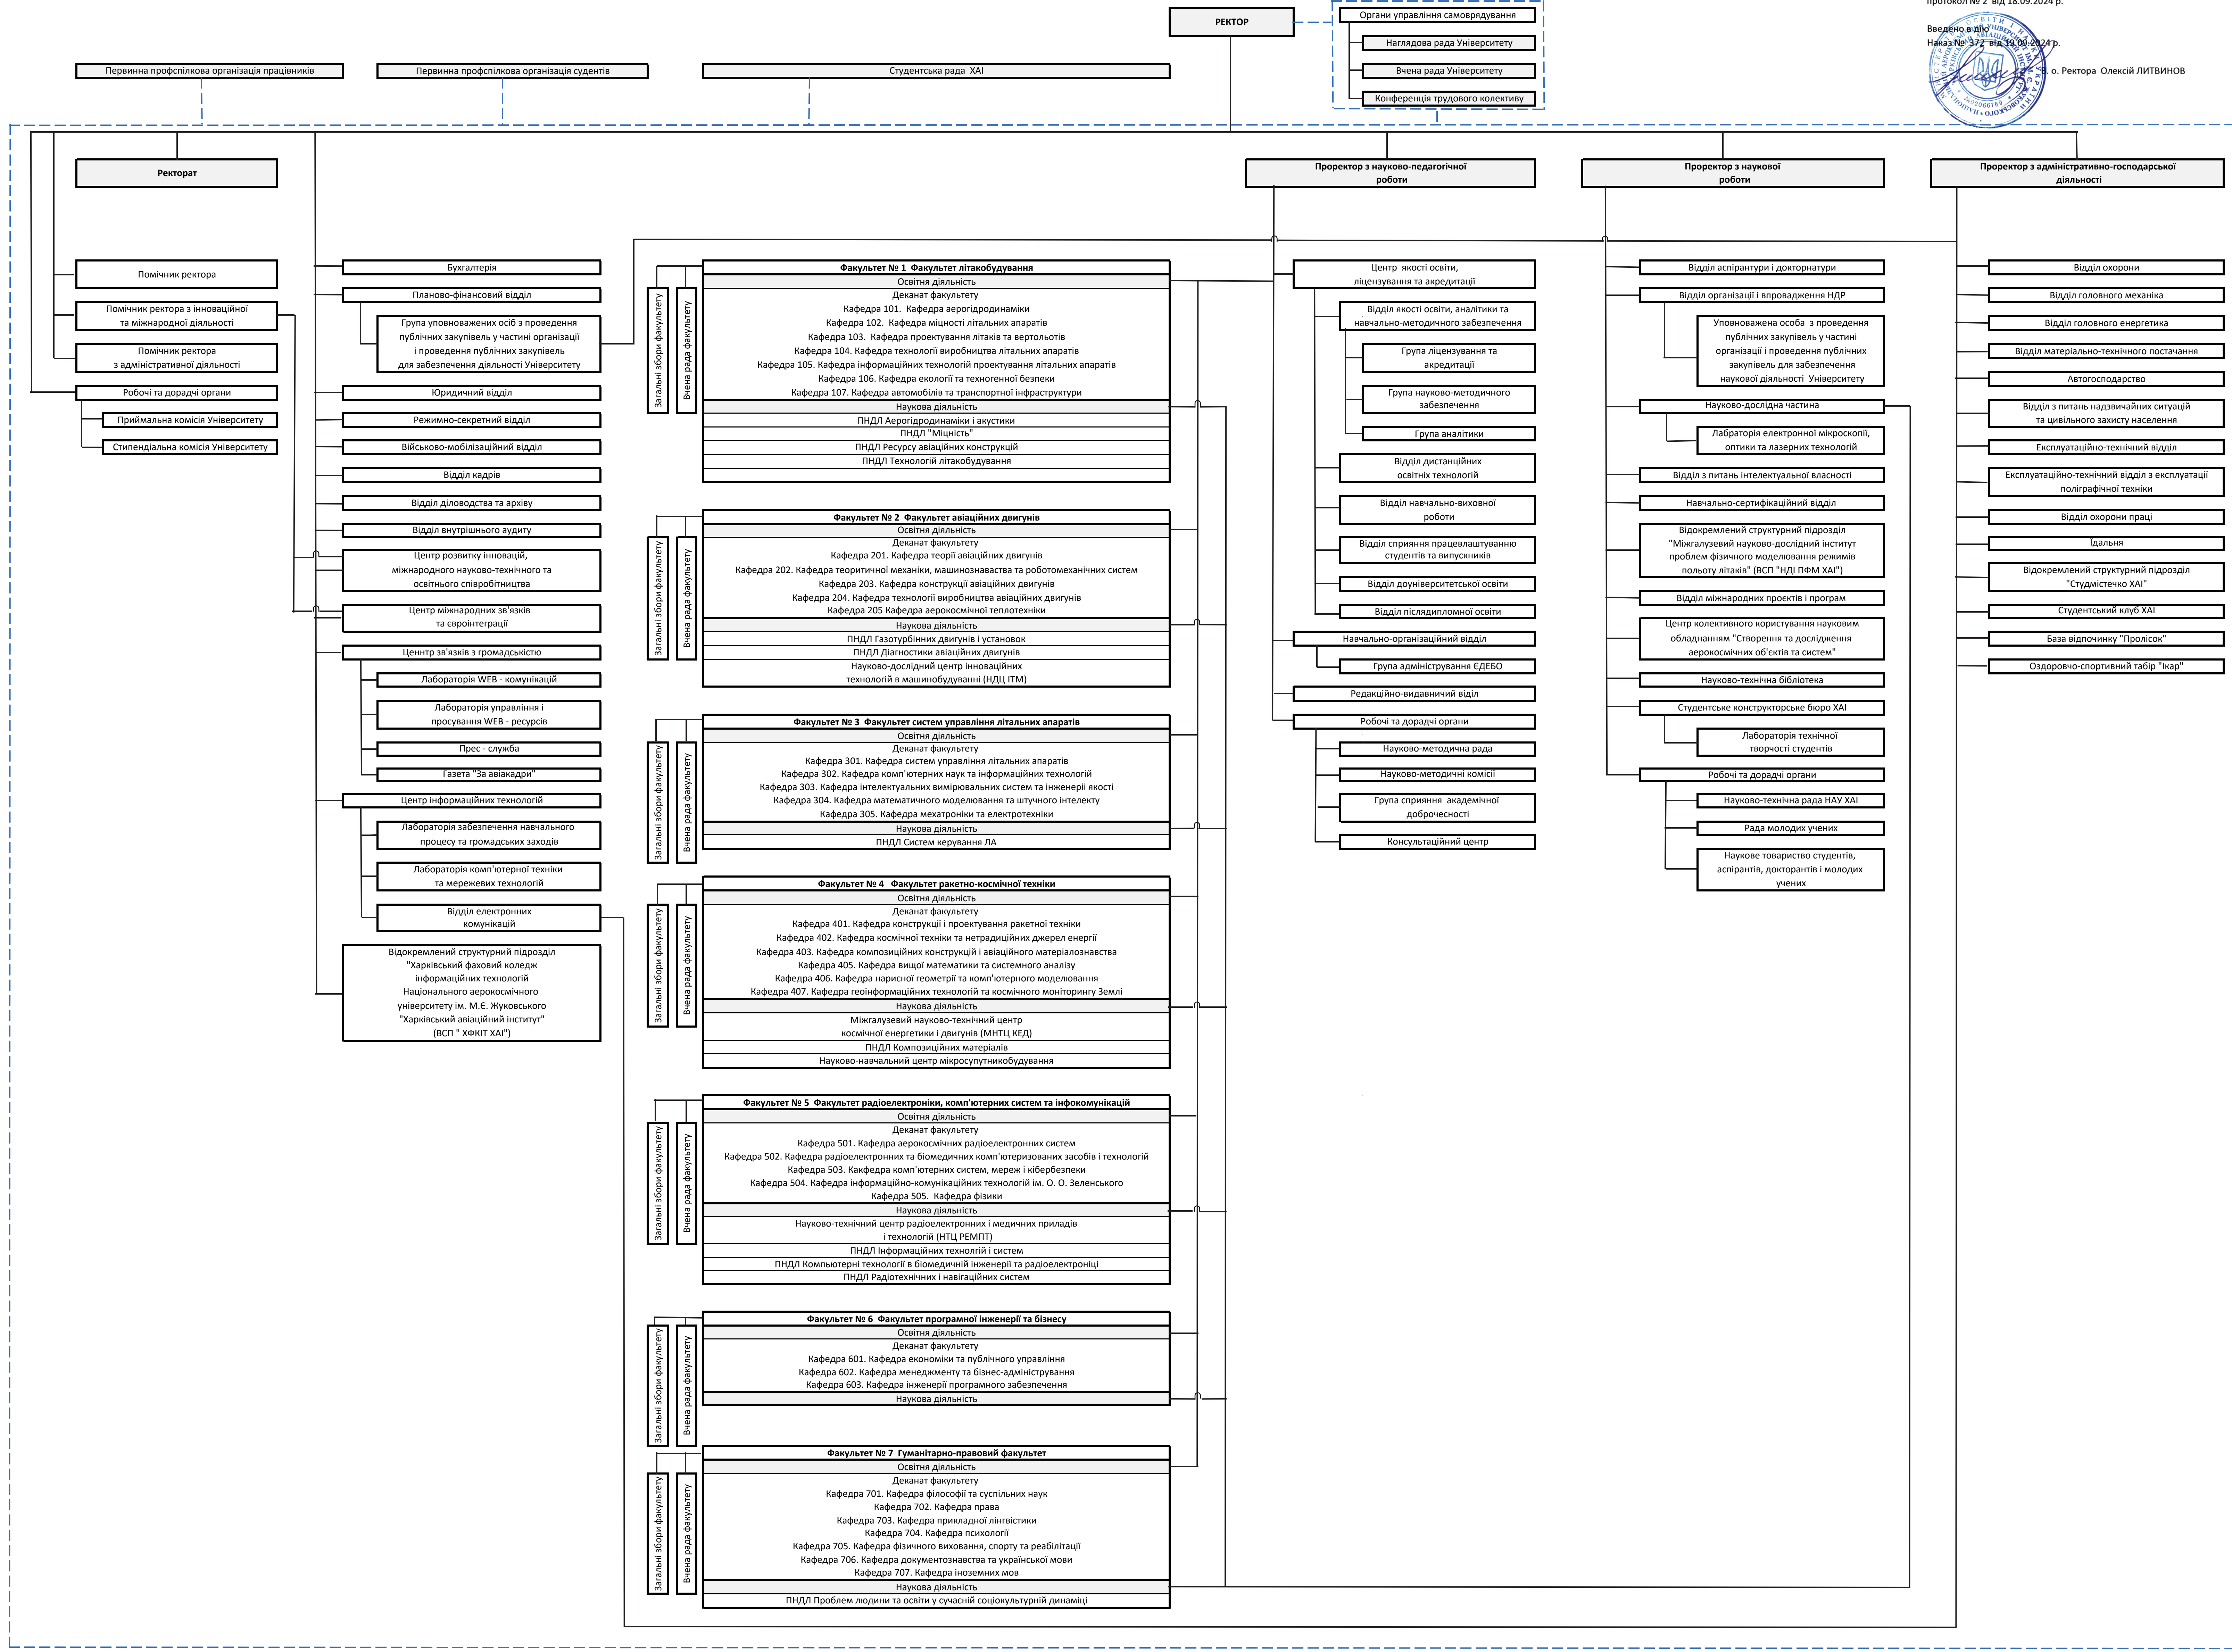 протокол № 2 від 18.09.2024 р.
Введено в дію
Наказ № 372 від 19.09.2024 р.
В. о. Ректора Олексій ЛИТВИНОВ
РЕКТОР
Органи управління самоврядування
Наглядова рада Університету
Вчена рада Університету
Конференція трудового колективу
Первинна профспілкова організація працівників
Первинна профспілкова організація судентів
Студентська рада ХАІ
Ректорат
Проректор з науково-педагогічної
роботи
Проректор з наукової
роботи
Проректор з адміністративно-господарської
діяльності
Помічник ректора
Помічник ректора з інноваційної
та міжнародної діяльності
Помічник ректора
з адміністративної діяльності
Робочі та дорадчі органи
Приймальна комісія Університету
Стипендіальна комісія Університету
Бухгалтерія
Планово-фінансовий відділ
Група уповноважених осіб з проведення
публічних закупівель у частині організації
і проведення публічних закупівель
для забезпечення діяльності Університету
Юридичний відділ
Режимно-секретний відділ
Військово-мобілізаційний відділ
Відділ кадрів
Відділ діловодства та архіву
Відділ внутрішнього аудиту
Центр розвитку інновацій,
міжнародного науково-технічного та
освітнього співробітництва
Центр міжнародних зв'язків
та євроінтеграції
Ценнтр зв'язків з громадськістю
Лабораторія WEB - комунікацій
Лабораторія управління і
просування WEB - ресурсів
Прес - служба
Газета "За авіакадри"
Центр інформаційних технологій
Лабораторія забезпечення навчального
процесу та громадських заходів
Лабораторія комп'ютерної техніки
та мережевих технологій
Відділ електронних
комунікацій
Відокремлений структурний підрозділ
"Харківський фаховий коледж
інформаційних технологій
Національного аерокосмічного
університету ім. М.Є. Жуковського
"Харківський авіаційний інститут"
(ВСП " ХФКІТ ХАІ")
Загальні збори факультету
Вчена рада факультету
Факультет № 1 Факультет літакобудування
Освітня діяльність
Деканат факультету
Кафедра 101. Кафедра аерогідродинаміки
Кафедра 102. Кафедра міцності літальних апаратів
Кафедра 103. Кафедра проектування літаків та вертольотів
Кафедра 104. Кафедра технології виробництва літальних апаратів
Кафедра 105. Кафедра інформаційних технологій проектування літальних апаратів
Кафедра 106. Кафедра екології та техногенної безпеки
Кафедра 107. Кафедра автомобілів та транспортної інфраструктури
Наукова діяльність
ПНДЛ Аерогідродинаміки і акустики
ПНДЛ "Міцність"
ПНДЛ Ресурсу авіаційних конструкцій
ПНДЛ Технологій літакобудування
Загальні збори факультету
Вчена рада факультету
Факультет № 2 Факультет авіаційних двигунів
Освітня діяльність
Деканат факультету
Кафедра 201. Кафедра теорії авіаційних двигунів
Кафедра 202. Кафедра теоритичної механіки, машинознаваства та роботомеханічних систем
Кафедра 203. Кафедра конструкції авіаційних двигунів
Кафедра 204. Кафедра технології виробництва авіаційних двигунів
Кафедра 205 Кафедра аерокосмічної теплотехніки
Наукова діяльність
ПНДЛ Газотурбінних двигунів і установок
ПНДЛ Діагностики авіаційних двигунів
Науково-дослідний центр інноваційних
технологій в машинобудуванні (НДЦ ІТМ)
Загальні збори факультету
Вчена рада факультету
Факультет № 3 Факультет систем управління літальних апаратів
Освітня діяльність
Деканат факультету
Кафедра 301. Кафедра систем управління літальних апаратів
Кафедра 302. Кафедра комп'ютерних наук та інформаційних технологій
Кафедра 303. Кафедра інтелектуальних вимірювальних систем та інженерії якості
Кафедра 304. Кафедра математичного моделювання та штучного інтелекту
Кафедра 305. Кафедра мехатроніки та електротехніки
Наукова діяльність
ПНДЛ Систем керування ЛА
Загальні збори факультету
Вчена рада факультету
Факультет № 4 Факультет ракетно-космічної техніки
Освітня діяльність
Деканат факультету
Кафедра 401. Кафедра конструкції і проектування ракетної техніки
Кафедра 402. Кафедра космічної техніки та нетрадиційних джерел енергії
Кафедра 403. Кафедра композиційних конструкцій і авіаційного матеріалознавства
Кафедра 405. Кафедра вищої математики та системного аналізу
Кафедра 406. Кафедра нарисної геометрії та комп'ютерного моделювання
Кафедра 407. Кафедра геоінформаційних технологій та космічного моніторингу Землі
Наукова діяльність
Міжгалузевий науково-технічний центр
космічної енергетики і двигунів (МНТЦ КЕД)
ПНДЛ Композиційних матеріалів
Науково-навчальний центр мікросупутникобудування
Загальні збори факультету
Вчена рада факультету
Факультет № 5 Факультет радіоелектроніки, комп'ютерних систем та інфокомунікацій
Освітня діяльність
Деканат факультету
Кафедра 501. Кафедра аерокосмічних радіоелектронних систем
Кафедра 502. Кафедра радіоелектронних та біомедичних комп'ютеризованих засобів і технологій
Кафедра 503. Какфедра комп'ютерних систем, мереж і кібербезпеки
Кафедра 504. Кафедра інформаційно-комунікаційних технологій ім. О. О. Зеленського
Кафедра 505. Кафедра фізики
Наукова діяльність
Науково-технічний центр радіоелектронних і медичних приладів
і технологій (НТЦ РЕМПТ)
ПНДЛ Інформаційних технолгій і систем
ПНДЛ Компьютерні технології в біомедичній інженерії та радіоелектроніці
ПНДЛ Радіотехнічних і навігаційних систем
Загальні збори факультету
Вчена рада факультету
Факультет № 6 Факультет програмної інженерії та бізнесу
Освітня діяльність
Деканат факультету
Кафедра 601. Кафедра економіки та публічного управління
Кафедра 602. Кафедра менеджменту та бізнес-адміністрування
Кафедра 603. Кафедра інженерії програмного забезпечення
Наукова діяльність
Загальні збори факультету
Вчена рада факультету
Факультет № 7 Гуманітарно-правовий факультет
Освітня діяльність
Деканат факультету
Кафедра 701. Кафедра філософії та суспільних наук
Кафедра 702. Кафедра права
Кафедра 703. Кафедра прикладної лінгвістики
Кафедра 704. Кафедра психології
Кафедра 705. Кафедра фізичного виховання, спорту та реабілітації
Кафедра 706. Кафедра документознавства та української мови
Кафедра 707. Кафедра іноземних мов
Наукова діяльність
ПНДЛ Проблем людини та освіти у сучасній соціокультурній динаміці
Центр якості освіти,
ліцензування та акредитації
Відділ якості освіти, аналітики та
навчально-методичного забезпечення
Група ліцензування та
акредитації
Група науково-методичного
забезпечення
Група аналітики
Відділ дистанційних
освітніх технологій
Відділ навчально-виховної
роботи
Відділ сприяння працевлаштуванню
студентів та випускників
Відділ доуніверситетської освіти
Відділ післядипломної освіти
Навчально-організаційний відділ
Група адміністрування ЄДЕБО
Редакційно-видавничий віділ
Робочі та дорадчі органи
Науково-методична рада
Науково-методичні комісії
Група сприяння академічної
доброчесності
Консультаційний центр
Відділ аспірантури і докторнатури
Відділ організації і впровадження НДР
Уповноважена особа з проведення
публічних закупівель у частині
організації і проведення публічних
закупівель для забезпечення
наукової діяльності Університету
Науково-дослідна частина
Лабраторія електронної мікроскопії,
оптики та лазерних технологій
Відділ з питань інтелектуальної власності
Навчально-сертифікаційний відділ
Відокремлений структурний підрозділ
"Міжгалузевий науково-дослідний інститут
проблем фізичного моделювання режимів
польоту літаків" (ВСП "НДІ ПФМ ХАІ")
Відділ міжнародних проєктів і програм
Центр колективного користування науковим
обладнанням "Створення та дослідження
аерокосмічних об'єктів та систем"
Науково-технічна бібліотека
Студентське конструкторське бюро ХАІ
Лабораторія технічної
творчості студентів
Робочі та дорадчі органи
Науково-технічна рада НАУ ХАІ
Рада молодих учених
Наукове товариство студентів,
аспірантів, докторантів і молодих
учених
Відділ охорони
Відділ головного механіка
Відділ головного енергетика
Відділ матеріально-технічного постачання
Автогосподарство
Відділ з питань надзвичайних ситуацій
та цивільного захисту населення
Експлуатаційно-технічний відділ
Експлуатаційно-технічний відділ з експлуатації
поліграфічної техніки
Відділ охорони праці
Їдальня
Відокремлений структурний підрозділ
"Студмістечко ХАІ"
Студентський клуб ХАІ
База відпочинку "Пролісок"
Оздоровчо-спортивний табір "Ікар"